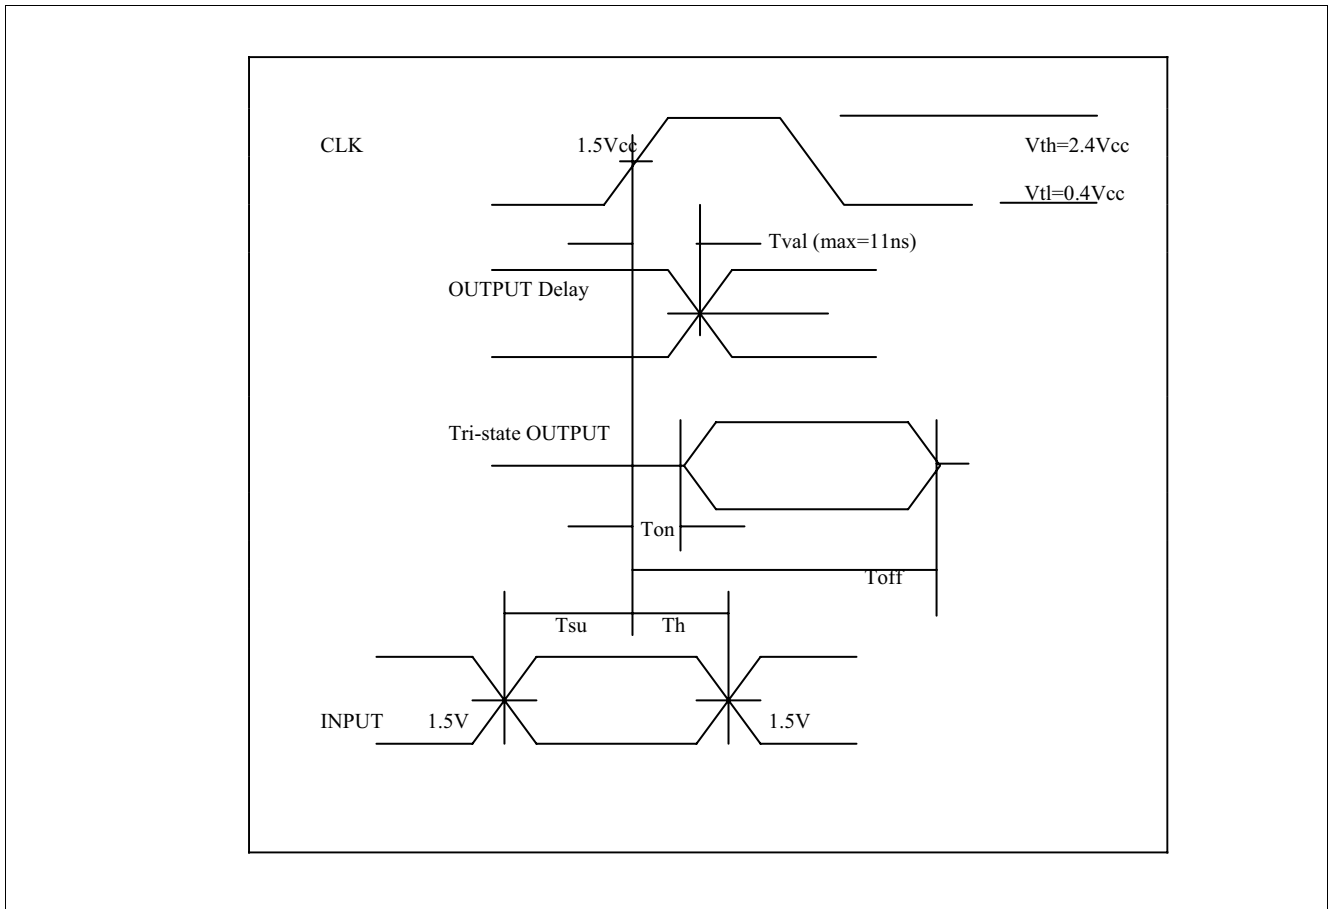 CLK
1.5Vcc
Vth=2.4Vcc
Vtl=0.4Vcc
Tval (max=11ns)
OUTPUT Delay
Tri-state OUTPUT
Ton
Toff
Tsu
Th
INPUT
1.5V
1.5V